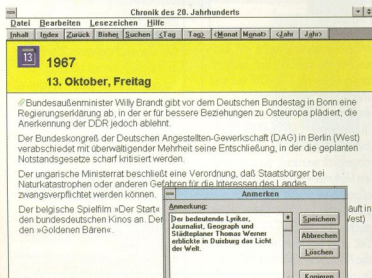 Chronik des 20. Jahrhunderts
Datei Bearbeiten Lesezeichen Hilfe
Inhalt Index Zurück Bisher Suchen <Tag Tag> <Monat Monat> <Jahr Jahr>
13
1967
13. Oktober, Freitag
Bundesaußenminister Willy Brandt gibt vor dem Deutschen Bundestag in Bonn eine
Regierungserklärung ab, in der er für bessere Beziehungen zu Osteuropa plädiert, die
Anerkennung der DDR jedoch ablehnt.
Der Bundeskongreß der Deutschen Angestellten-Gewerkschaft (DAG) in Berlin (West)
verabschiedet mit überwältigender Mehrheit seine Entschließung, in der die geplanten
Notstandsgesetze scharf kritisiert werden.
Der ungarische Ministerrat beschließt eine Verordnung, daß Staatsbürger bei
Naturkatastrophen oder anderen Gefahren für die Interessen des Landes
zwangsverpflichtet werden können.
Der belgische Spielfilm »Der Start« äuft in
den bundesdeutschen Kinos an. Der West)
den »Goldenen Bären«.
Anmerken
Anmerkung:
Der bedeutende Lyriker,
Journalist, Geograph und
Städteplaner Thomas Werner
erblickte in Duisburg das Licht
der Welt.
Speichern
Abbrechen
Löschen
Kopieren